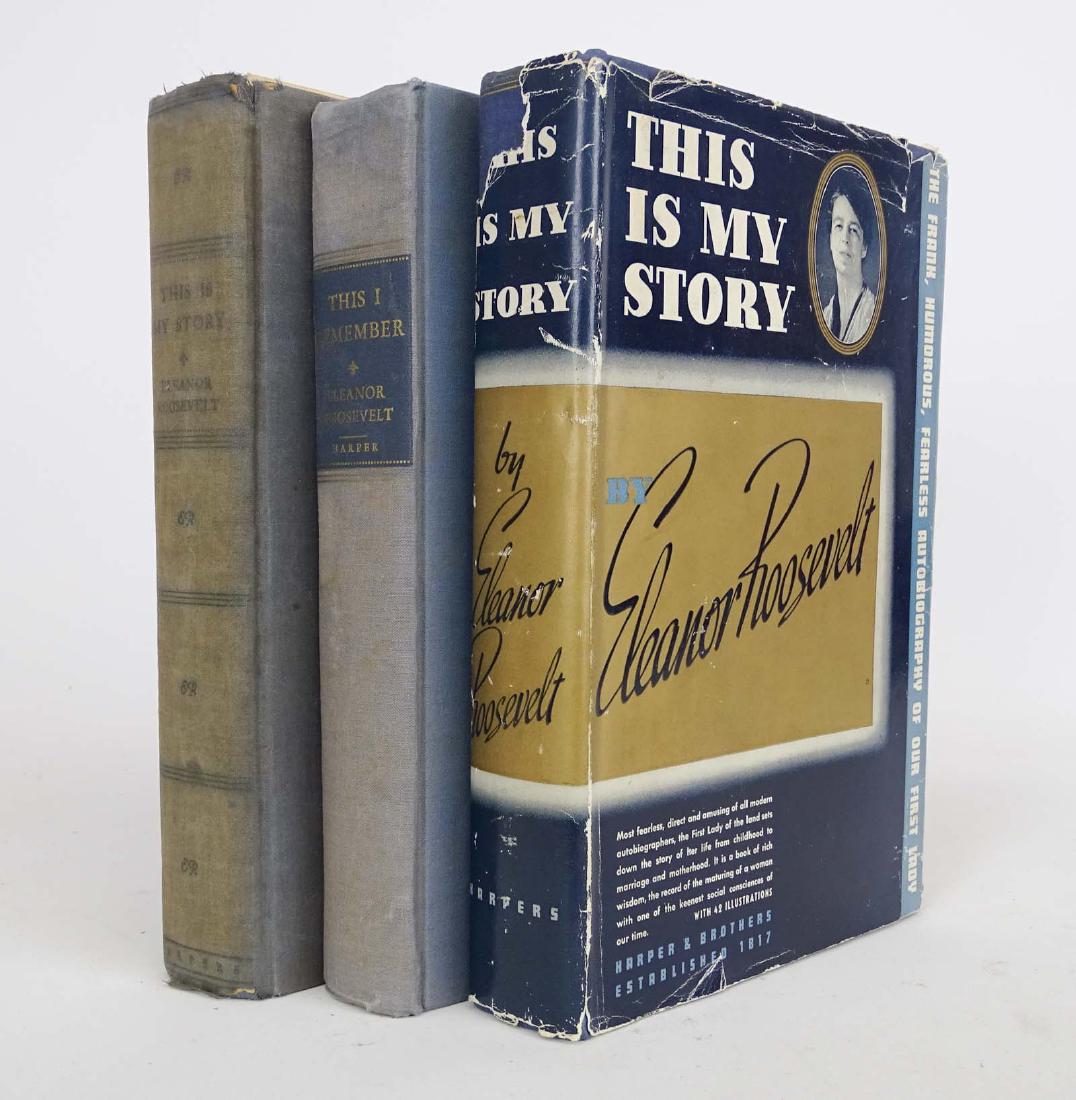 THIS IS
MY STORY
ELEANOR
ROOSEVELT
HARPERS
THIS I
REMEMBER
ELEANOR
ROOSEVELT
HARPER
THIS
IS MY
STORY
by
Eleanor
Roosevelt
HARPERS
THIS
IS MY
STORY
BY
Eleanor Roosevelt
Most fearless, direct and amusing of all modern
autobiographers, the First Lady of the land sets
down the story of her life from childhood to
marriage and motherhood. It is a book of rich
wisdom, the record of the maturing of a woman
with one of the keenest social consciences of
our time. WITH 42 ILLUSTRATIONS
HARPER & BROTHERS
ESTABLISHED 1817
THE FRANK, HUMOROUS, FEARLESS AUTOBIOGRAPHY OF OUR FIRST LADY